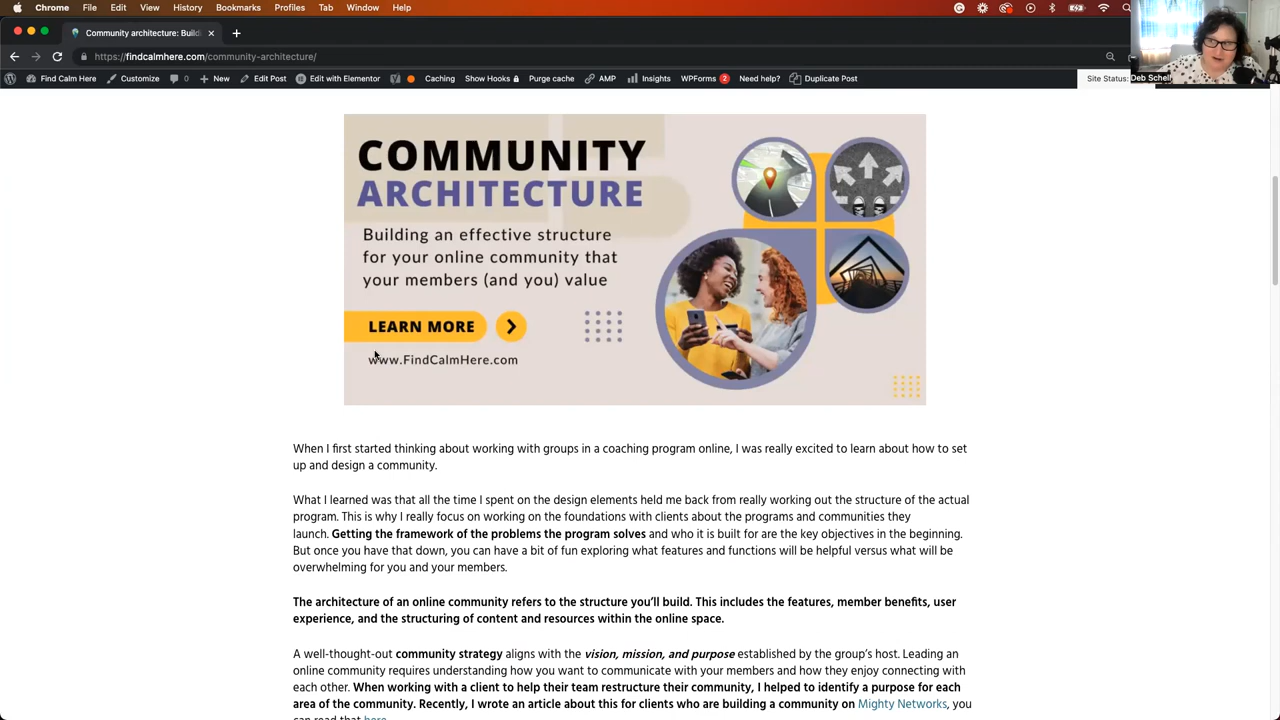 Chrome File Edit View History Bookmarks Profiles Tab Window Help
Community architecture: Build
https://findcalmhere.com/community-architecture/
Find Calm Here Customize 0 New Edit Post Edit with Elementor Caching Show Hooks Purge cache AMP Insights WPForms 2 Need help? Duplicate Post Site Status: Deb Schell
COMMUNITY
ARCHITECTURE
Building an effective structure
for your online community that
your members (and you) value
LEARN MORE
www.FindCalmHere.com
When I first started thinking about working with groups in a coaching program online, I was really excited to learn about how to set
up and design a community.
What I learned was that all the time I spent on the design elements held me back from really working out the structure of the actual
program. This is why I really focus on working on the foundations with clients about the programs and communities they
launch. Getting the framework of the problems the program solves and who it is built for are the key objectives in the beginning.
But once you have that down, you can have a bit of fun exploring what features and functions will be helpful versus what will be
overwhelming for you and your members.
The architecture of an online community refers to the structure you'll build. This includes the features, member benefits, user
experience, and the structuring of content and resources within the online space.
A well-thought-out community strategy aligns with the vision, mission, and purpose established by the group's host. Leading an
online community requires understanding how you want to communicate with your members and how they enjoy connecting with
each other. When working with a client to help their team restructure their community, I helped to identify a purpose for each
area of the community. Recently, I wrote an article about this for clients who are building a community on Mighty Networks, you
can read that here.